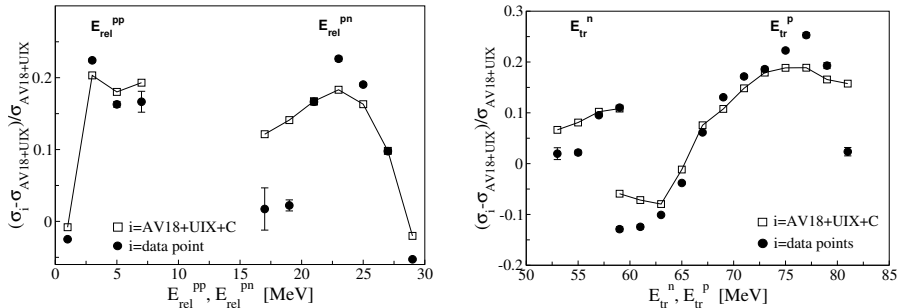 E_rel^pp
E_rel^pn
(σ_i-σ_AV18+UIX)/σ_AV18+UIX
0.2
0.1
0
i=AV18+UIX+C
i=data point
0 5 10 15 20 25 30
E_rel^pp, E_rel^pn [MeV]
E_tr^n
E_tr^p
(σ_i-σ_AV18+UIX)/σ_AV18+UIX
0.3
0.2
0.1
0
-0.1
-0.2
i=AV18+UIX+C
i=data points
50 55 60 65 70 75 80 85
E_tr^n, E_tr^p [MeV]